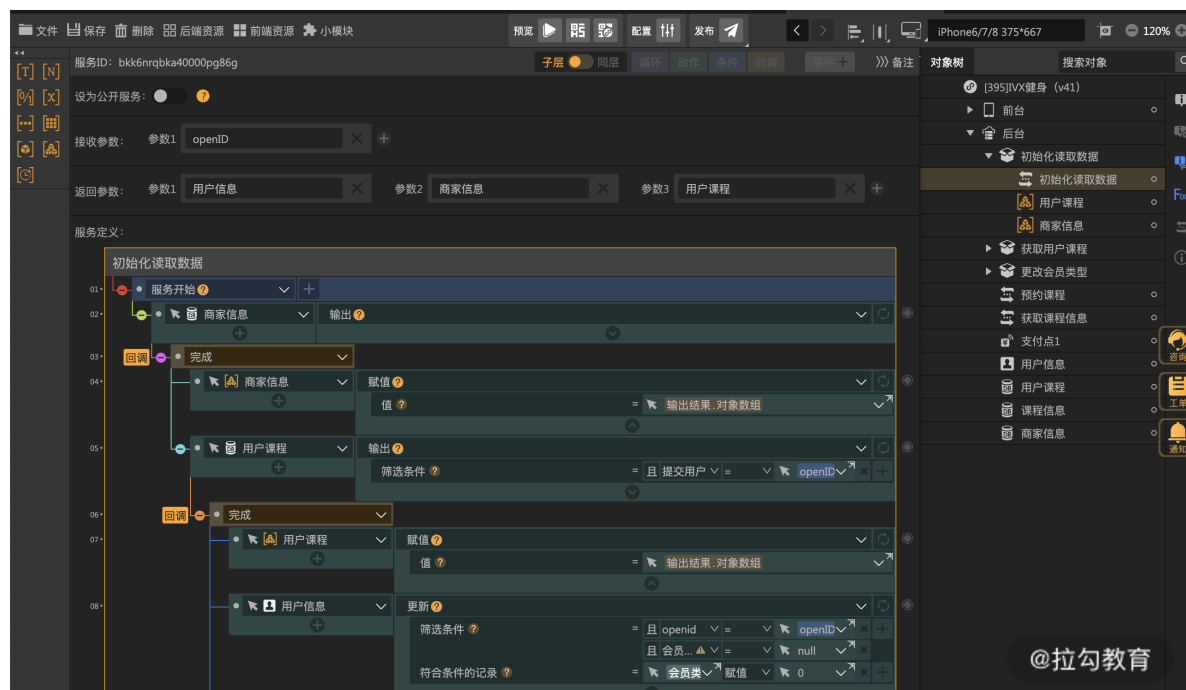 文件 保存 删除 后端资源 前端资源 小模块 预览 配置 发布 iPhone6/7/8 375*667 120%
服务ID: bkk6nrqbka40000pg86g 子层 同层 循环 动作 条件 回调 事件 + 》备注 对象树 搜索对象
设为公开服务: ?
接收参数: 参数1 openID
返回参数: 参数1 用户信息 参数2 商家信息 参数3 用户课程
服务定义:
初始化读取数据
01 服务开始 ?
02 商家信息 输出 ?
03 回调 完成
04 商家信息 赋值 ?
值 ? = 输出结果.对象数组
05 用户课程 输出 ?
筛选条件 ? = 且 提交用户 = openID
06 回调 完成
07 用户课程 赋值 ?
值 ? = 输出结果.对象数组
08 用户信息 更新 ?
筛选条件 ? = 且 openid = openID
且 会员... = null
符合条件的记录 ? = 会员类 赋值 0
[395]IVX健身 (v41)
前台
后台
初始化读取数据
初始化读取数据
用户课程
商家信息
获取用户课程
更改会员类型
预约课程
获取课程信息
支付点1
用户信息
用户课程
课程信息
商家信息
咨询
工单
通知
@拉勾教育